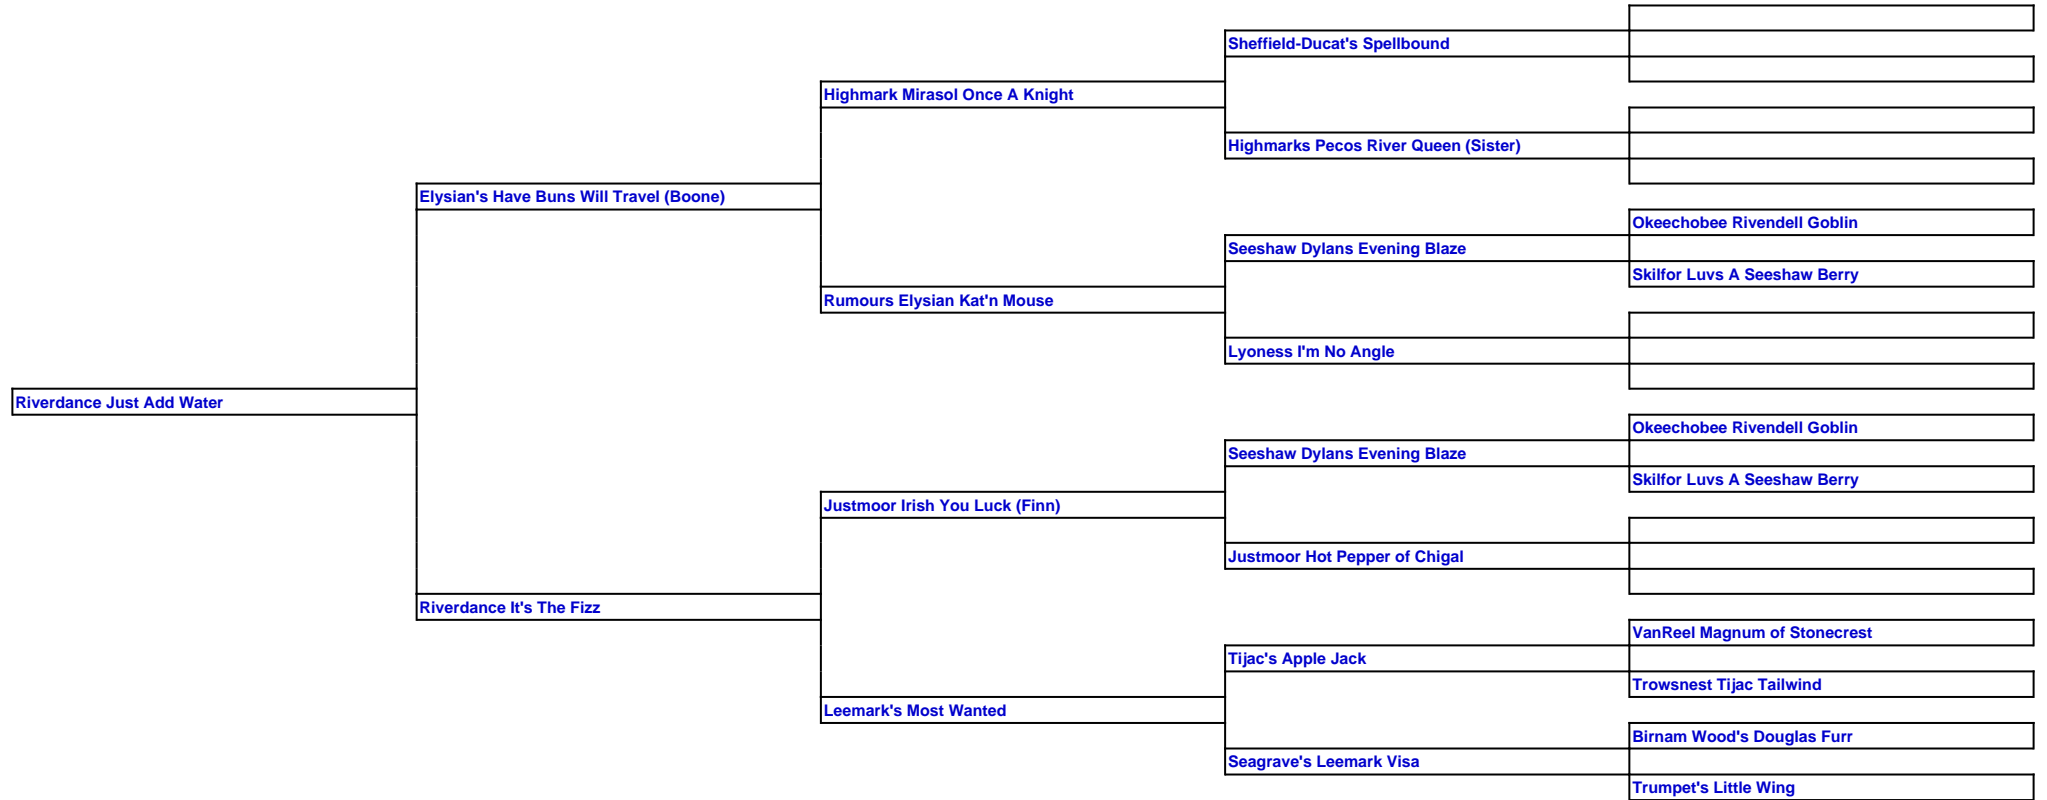 Sheffield-Ducat's Spellbound
Highmark Mirasol Once A Knight
Highmarks Pecos River Queen (Sister)
Elysian's Have Buns Will Travel (Boone)
Okeechobee Rivendell Goblin
Seeshaw Dylans Evening Blaze
Skilfor Luvs A Seeshaw Berry
Rumours Elysian Kat'n Mouse
Lyoness I'm No Angle
Riverdance Just Add Water
Okeechobee Rivendell Goblin
Seeshaw Dylans Evening Blaze
Skilfor Luvs A Seeshaw Berry
Justmoor Irish You Luck (Finn)
Justmoor Hot Pepper of Chigal
Riverdance It's The Fizz
VanReel Magnum of Stonecrest
Tijac's Apple Jack
Trowsnest Tijac Tailwind
Leemark's Most Wanted
Birnam Wood's Douglas Furr
Seagrave's Leemark Visa
Trumpet's Little Wing